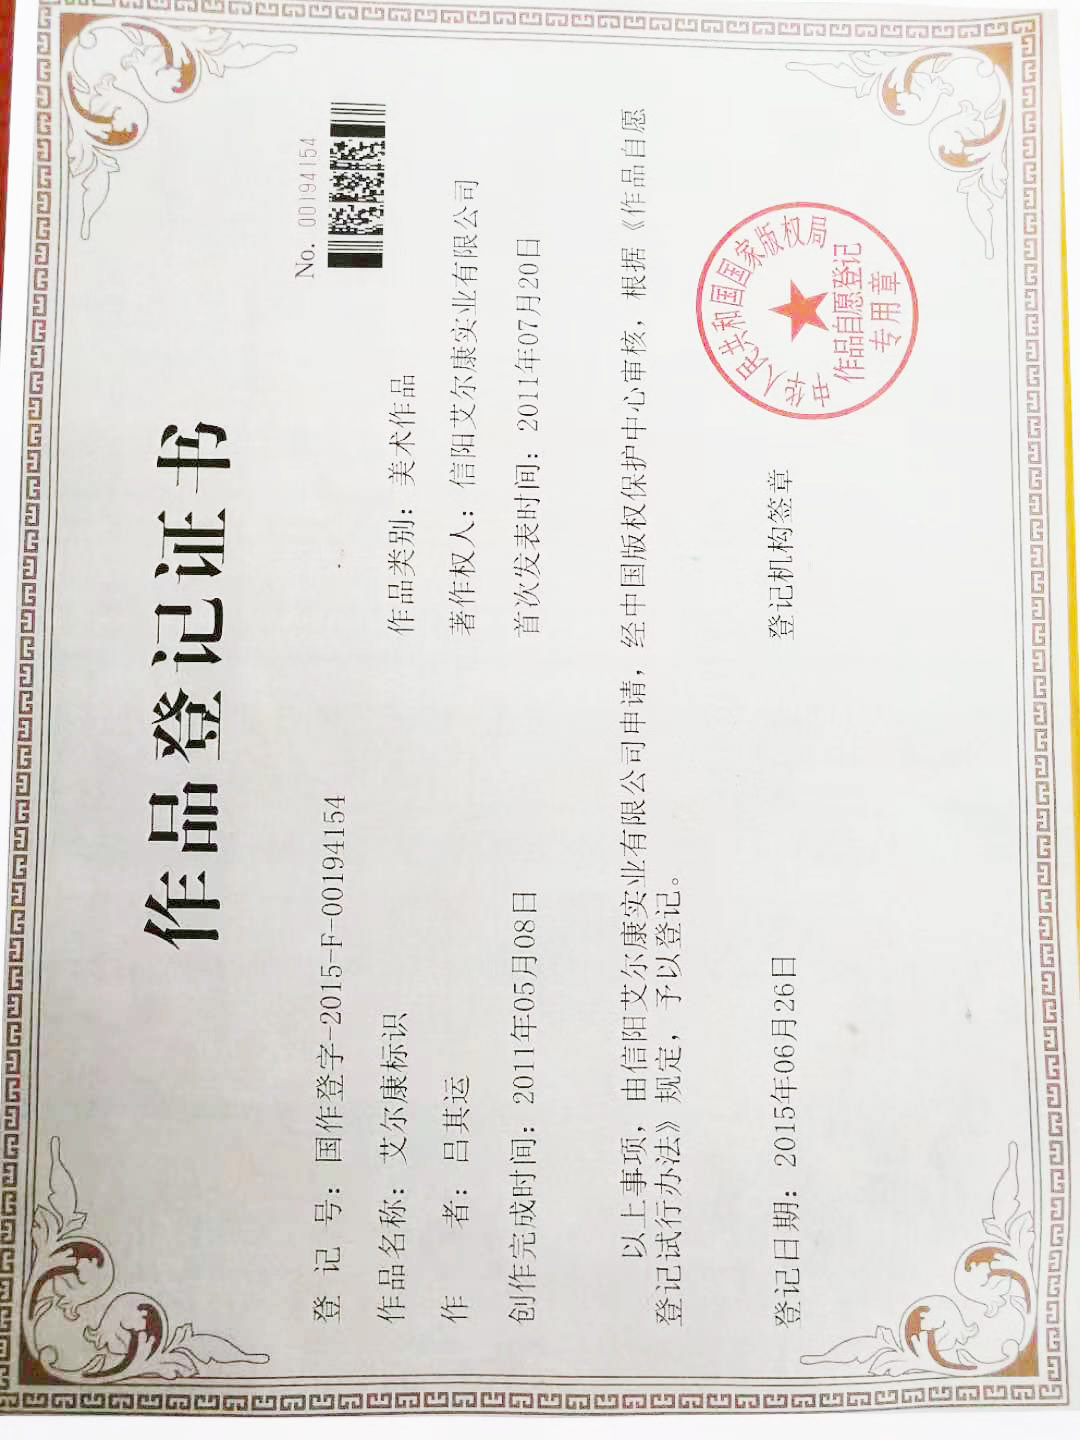 作品登记证书
No. 00194154
登 记 号：国作登字-2015-F-00194154
作品名称：艾尔康标识
作品类别：美术作品
作 者：吕其运
著作权人：信阳艾尔康实业有限公司
创作完成时间：2011年05月08日
首次发表时间：2011年07月20日
以上事项，由信阳艾尔康实业有限公司申请，经中国版权保护中心审核，根据《作品自愿
登记试行办法》规定，予以登记。
登记日期：2015年06月26日
登记机构签章
中华人民共和国国家版权局
作品自愿登记
专用章